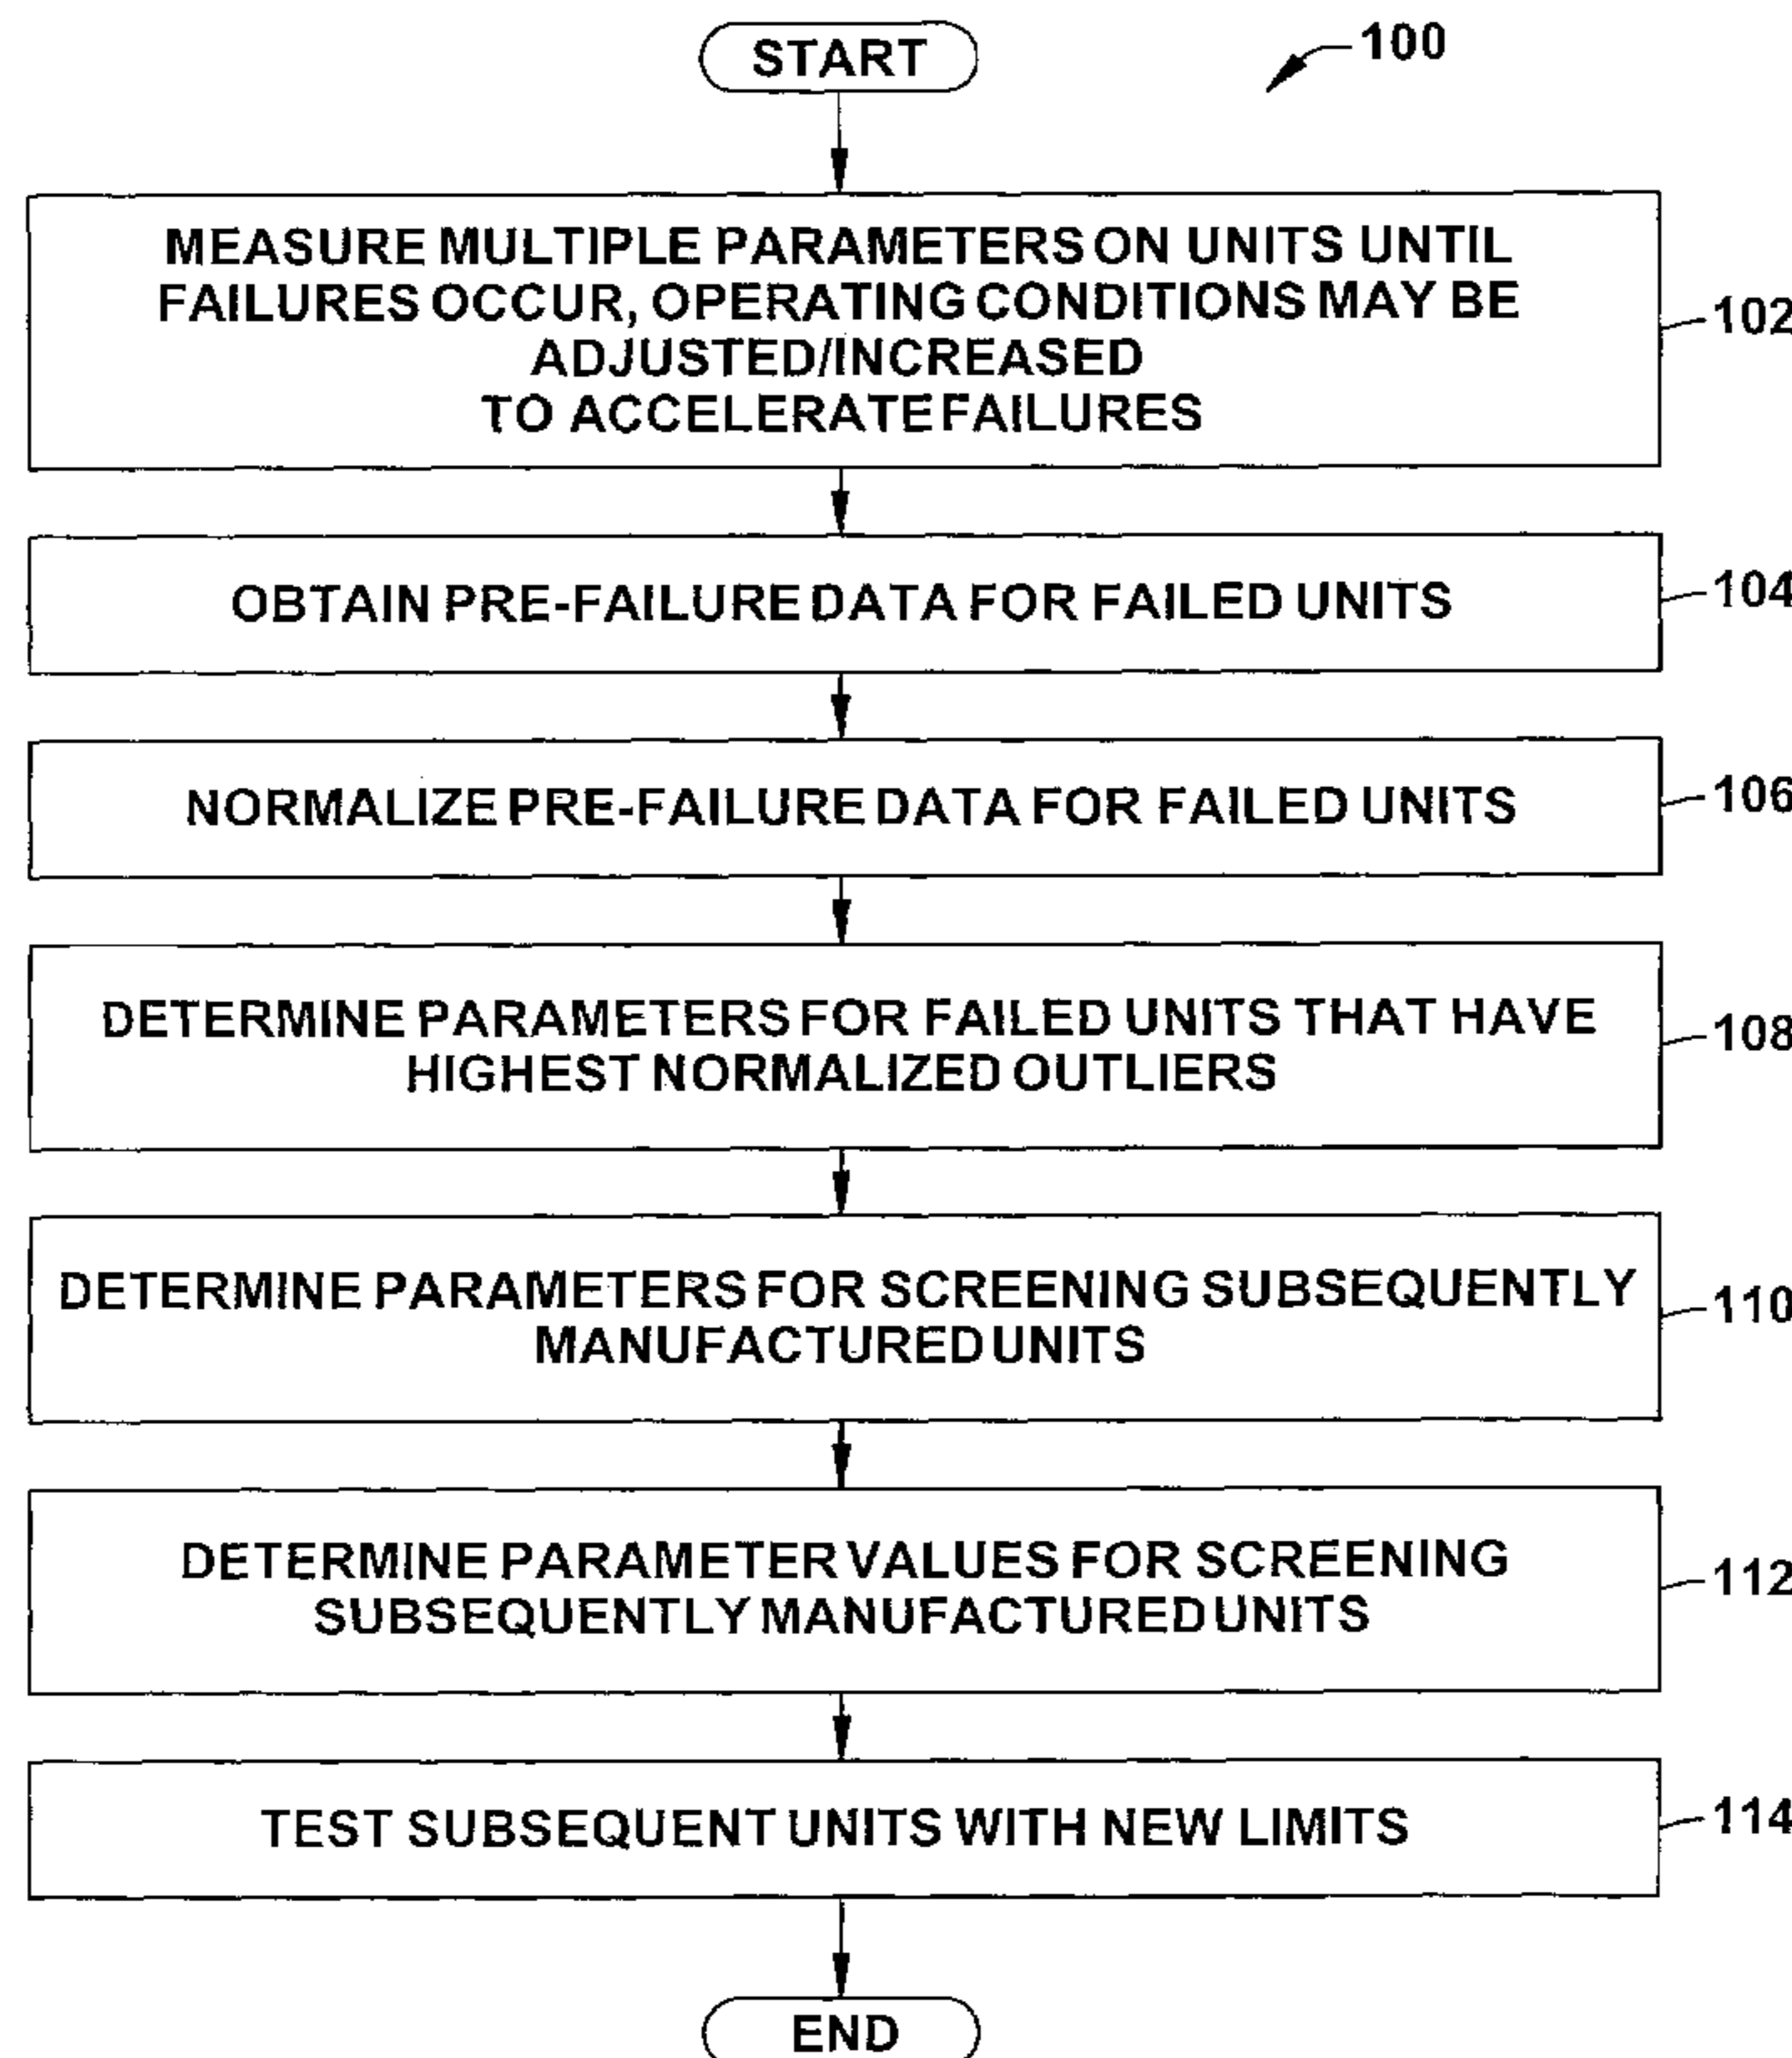 START
100
MEASURE MULTIPLE PARAMETERS ON UNITS UNTIL
FAILURES OCCUR, OPERATING CONDITIONS MAY BE
ADJUSTED/INCREASED
TO ACCELERATE FAILURES
102
OBTAIN PRE-FAILURE DATA FOR FAILED UNITS
104
NORMALIZE PRE-FAILURE DATA FOR FAILED UNITS
106
DETERMINE PARAMETERS FOR FAILED UNITS THAT HAVE
HIGHEST NORMALIZED OUTLIERS
108
DETERMINE PARAMETERS FOR SCREENING SUBSEQUENTLY
MANUFACTURED UNITS
110
DETERMINE PARAMETER VALUES FOR SCREENING
SUBSEQUENTLY MANUFACTURED UNITS
112
TEST SUBSEQUENT UNITS WITH NEW LIMITS
114
END